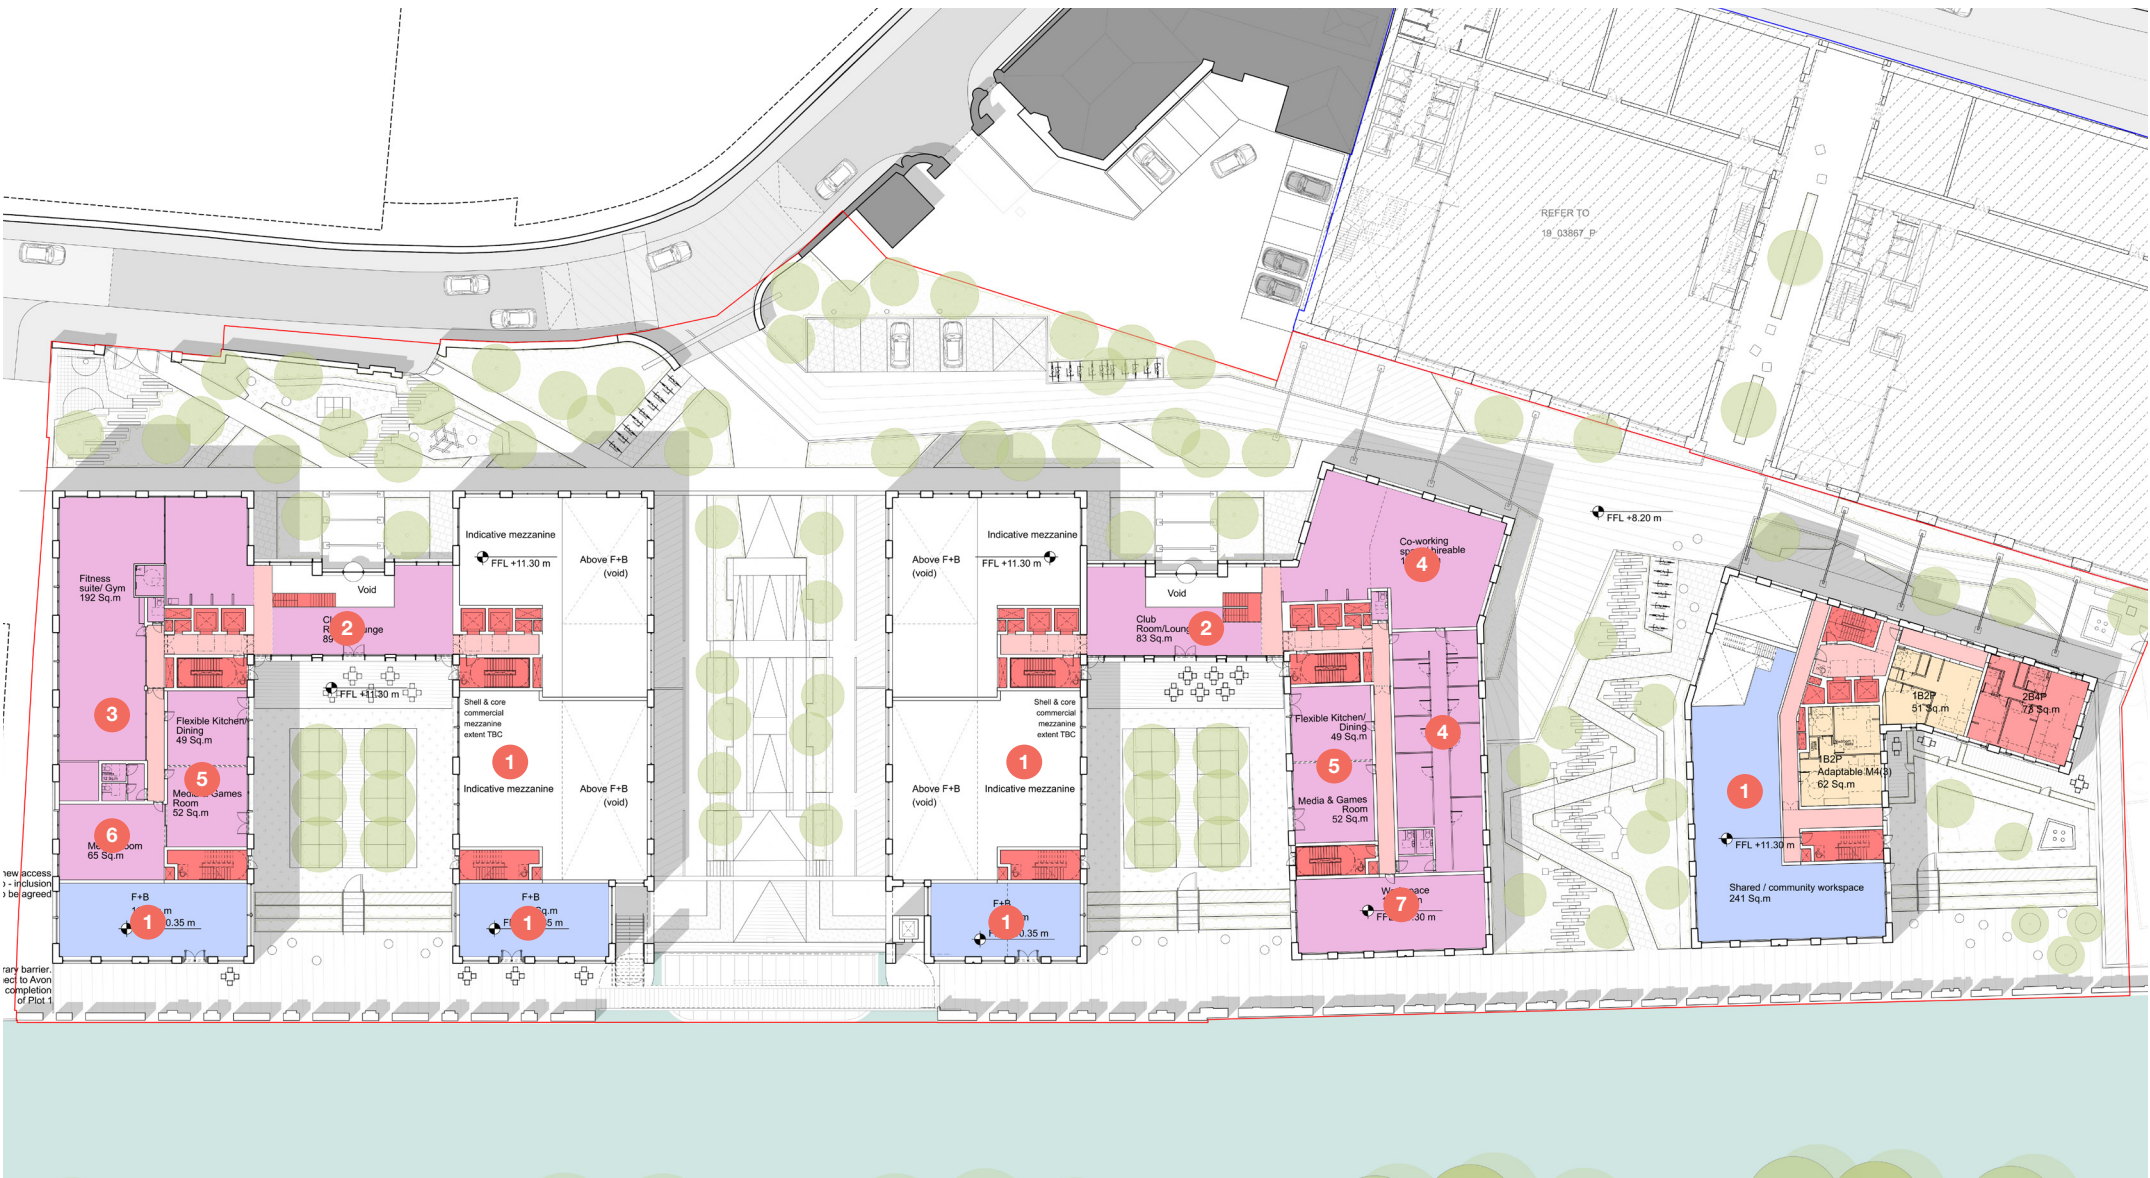 REFER TO
19_03867_P
FFL +8.20 m
Indicative mezzanine
FFL +11.30 m
Above F+B
(void)
Above F+B
(void)
Indicative mezzanine
FFL +11.30 m
Co-working
4
Fitness
suite/ Gym
192 Sq.m
Void
2
89
Void
Club
83 Sq.m
2
FFL +11.30 m
3
Flexible Kitchen/
Dining
49 Sq.m
5
Room
52 Sq.m
6
65 Sq.m
Shell & core
commercial
mezzanine
extent TBC
1
Indicative mezzanine
Above F+B
(void)
Above F+B
(void)
Shell & core
commercial
mezzanine
extent TBC
1
Indicative mezzanine
Flexible Kitchen/
Dining
49 Sq.m
5
Media & Games
Room
52 Sq.m
4
1B2P
51 Sq.m
2B4P
1B2P
Adaptable M4(3)
62 Sq.m
1
FFL +11.30 m
Shared / community workspace
241 Sq.m
new access
- inclusion
be agreed
F+B
1
0.35 m
F+B
1
F+B
1
0.35 m
7
barrier.
to Avon
completion
of Plot 1